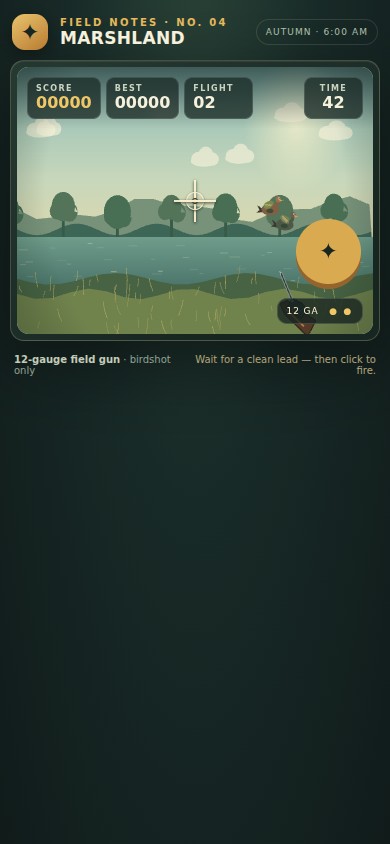 FIELD NOTES · NO. 04
MARSHLAND
AUTUMN · 6:00 AM
SCORE
00000
BEST
00000
FLIGHT
02
TIME
42
12 GA
12-gauge field gun · birdshot only
Wait for a clean lead — then click to fire.